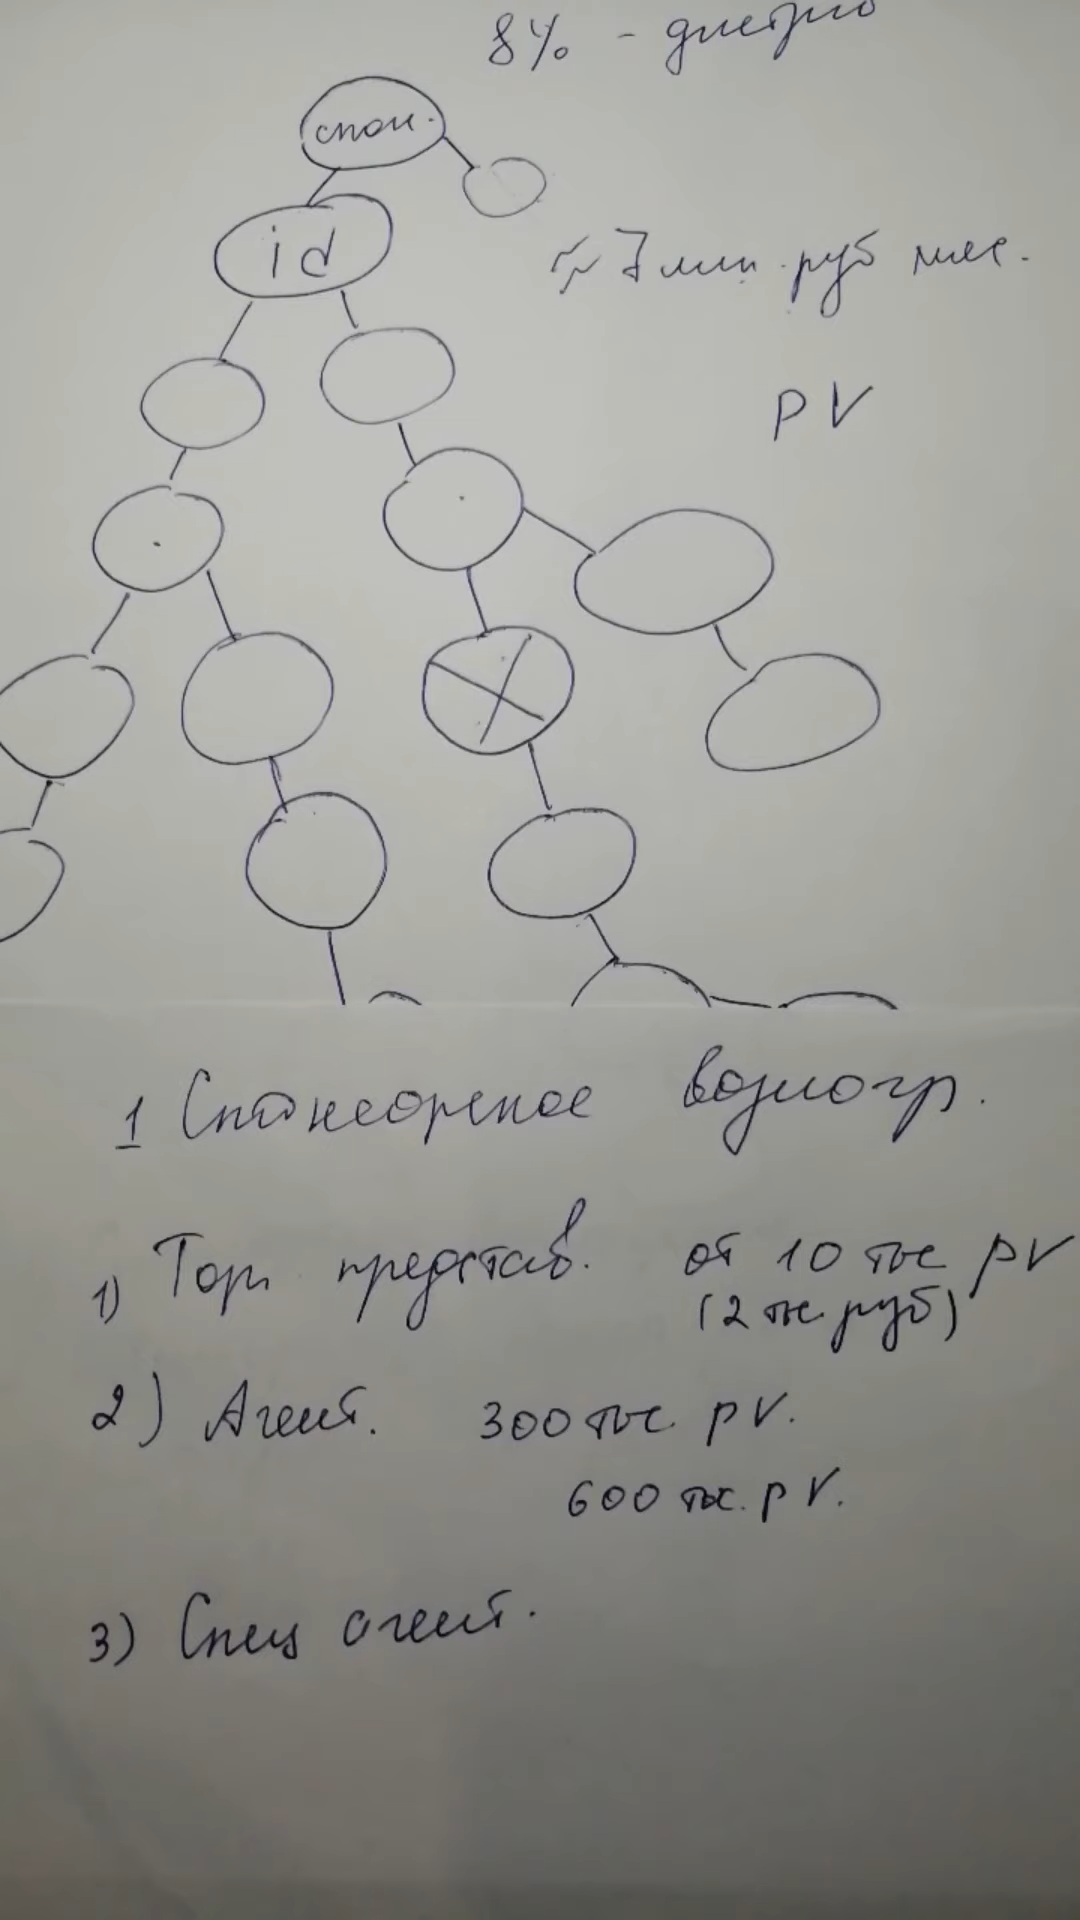 8% -
спон.
id
≈ 7 млн. руб мес.
PV
1 Спонсорское вознагр.
1) Торг. представ. от 10 тыс PV
(2 тыс. руб)
2) Агент. 300 тыс. PV.
600 тыс. PV.
3) Спец агент.